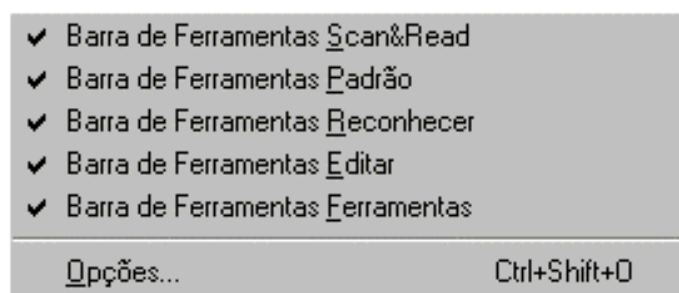 Barra de Ferramentas Scan&Read
Barra de Ferramentas Padrão
Barra de Ferramentas Reconhecer
Barra de Ferramentas Editar
Barra de Ferramentas Ferramentas
Opções... Ctrl+Shift+O